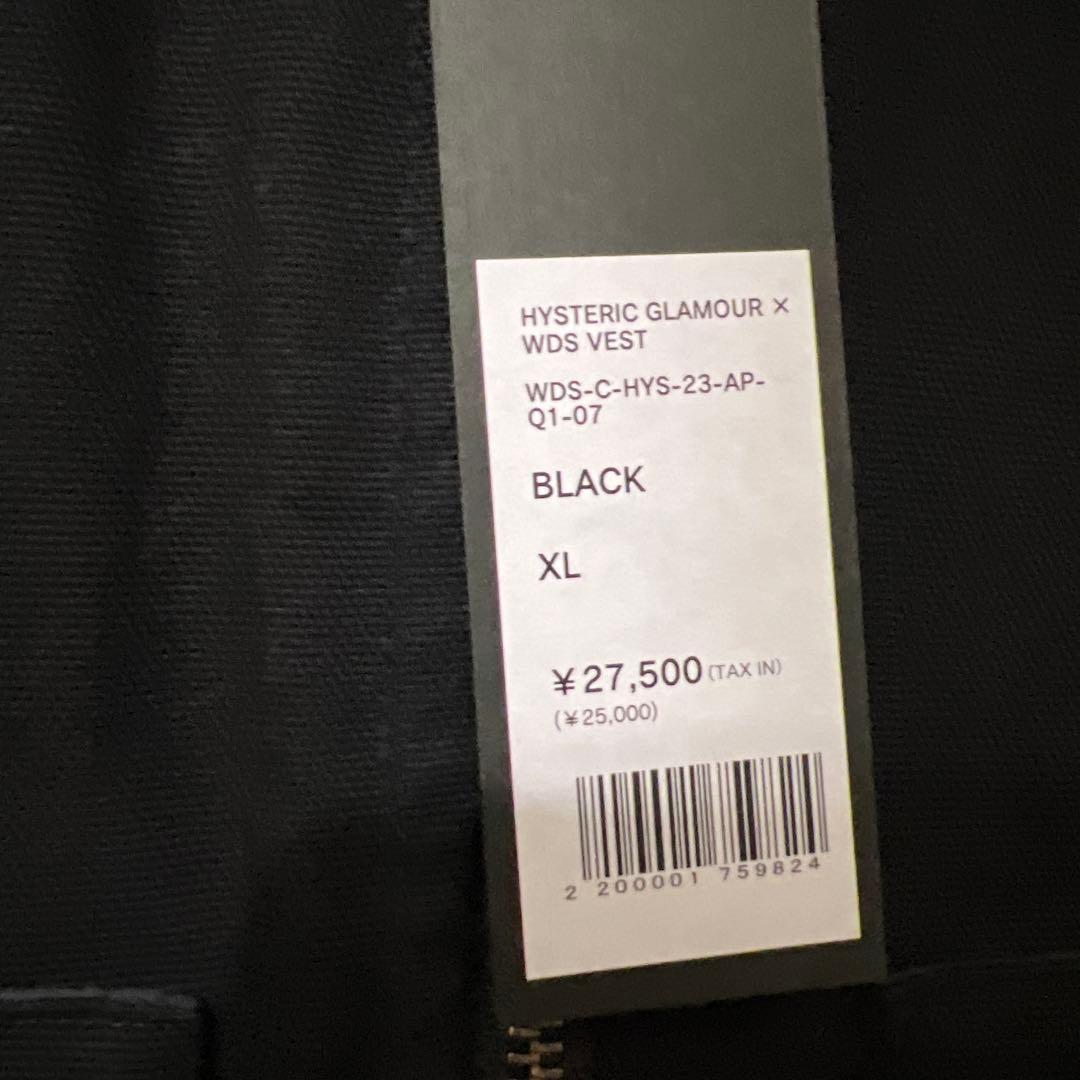 HYSTERIC GLAMOUR ×
WDS VEST
WDS-C-HYS-23-AP-
Q1-07
BLACK
XL
¥27,500(TAX IN)
(¥25,000)
2 200001 759824